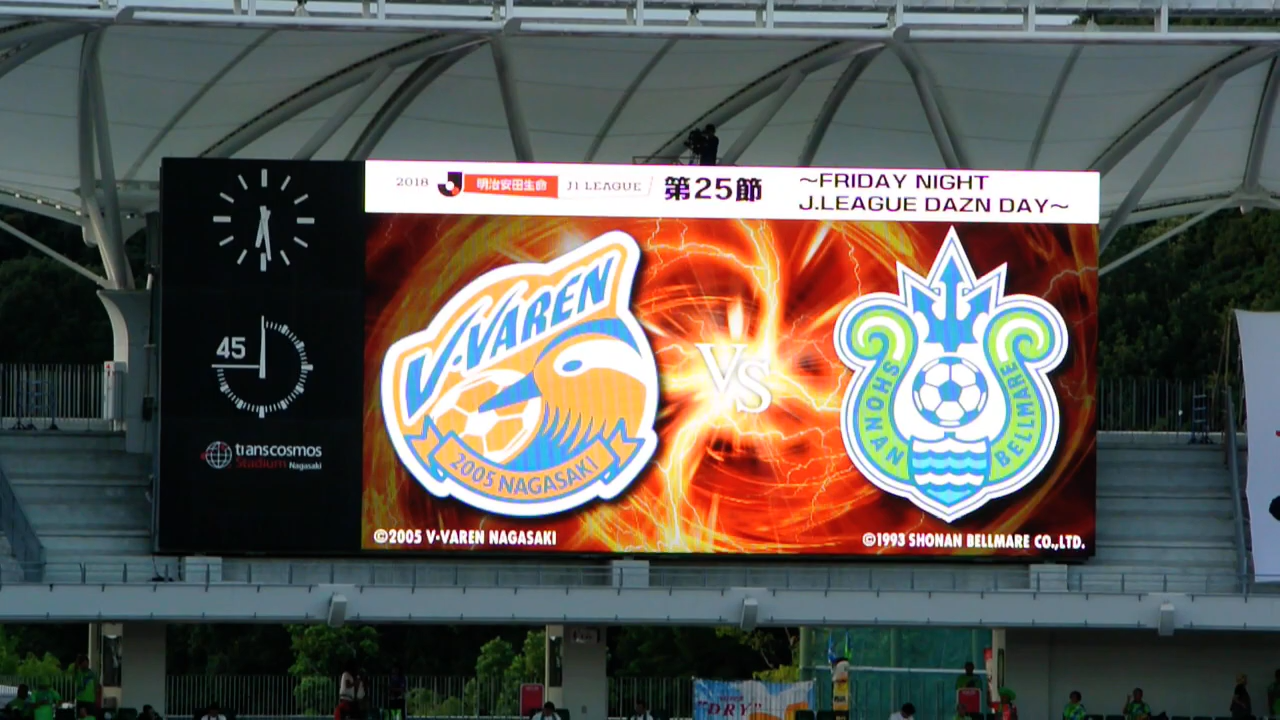 2018 J 明治安田生命 J1 LEAGUE 第25節
~FRIDAY NIGHT
J.LEAGUE DAZN DAY~
45
transcosmos
Stadium Nagasaki
V·VAREN
2005 NAGASAKI
VS
SHONAN BELLMARE
©2005 V·VAREN NAGASAKI
©1993 SHONAN BELLMARE CO.,LTD.
"DRY"